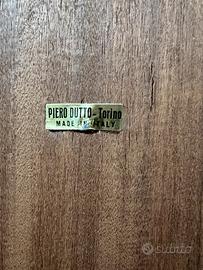 PIERO DUTTO - Torino
MADE IN ITALY
subito